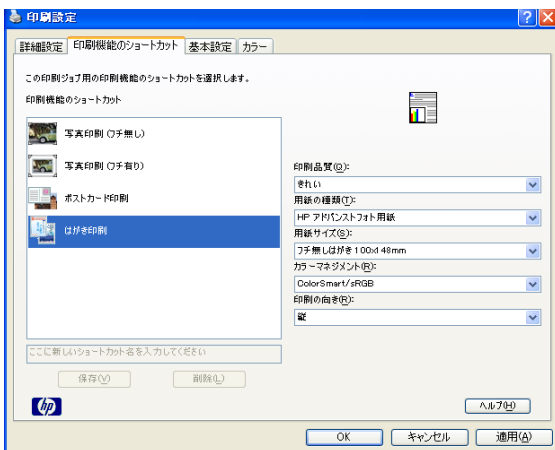 印刷設定
詳細設定 印刷機能のショートカット 基本設定 カラー
この印刷ジョブ用の印刷機能のショートカットを選択します。
印刷機能のショートカット
写真印刷 (フチ無し)
写真印刷 (フチ有り)
ポストカード印刷
はがき印刷
ここに新しいショートカット名を入力してください
保存(V)
削除(L)
印刷品質(Q):
きれい
用紙の種類(T):
HP アドバンストフォト用紙
用紙サイズ(S):
フチ無しはがき 100x148mm
カラーマネジメント(R):
ColorSmart/sRGB
印刷の向き(R):
縦
hp
ヘルプ(H)
OK キャンセル 適用(A)